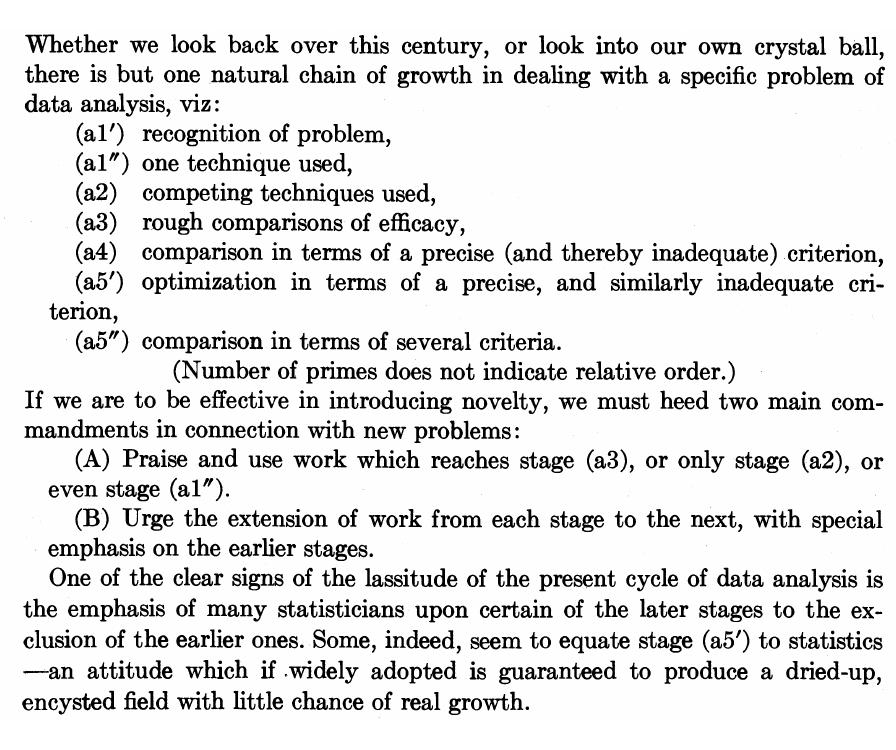 Whether we look back over this century, or look into our own crystal ball,
there is but one natural chain of growth in dealing with a specific problem of
data analysis, viz:
(a1′) recognition of problem,
(a1″) one technique used,
(a2) competing techniques used,
(a3) rough comparisons of efficacy,
(a4) comparison in terms of a precise (and thereby inadequate) criterion,
(a5′) optimization in terms of a precise, and similarly inadequate cri-
terion,
(a5″) comparison in terms of several criteria.
(Number of primes does not indicate relative order.)
If we are to be effective in introducing novelty, we must heed two main com-
mandments in connection with new problems:
(A) Praise and use work which reaches stage (a3), or only stage (a2), or
even stage (a1″).
(B) Urge the extension of work from each stage to the next, with special
emphasis on the earlier stages.
One of the clear signs of the lassitude of the present cycle of data analysis is
the emphasis of many statisticians upon certain of the later stages to the ex-
clusion of the earlier ones. Some, indeed, seem to equate stage (a5′) to statistics
—an attitude which if widely adopted is guaranteed to produce a dried-up,
encysted field with little chance of real growth.